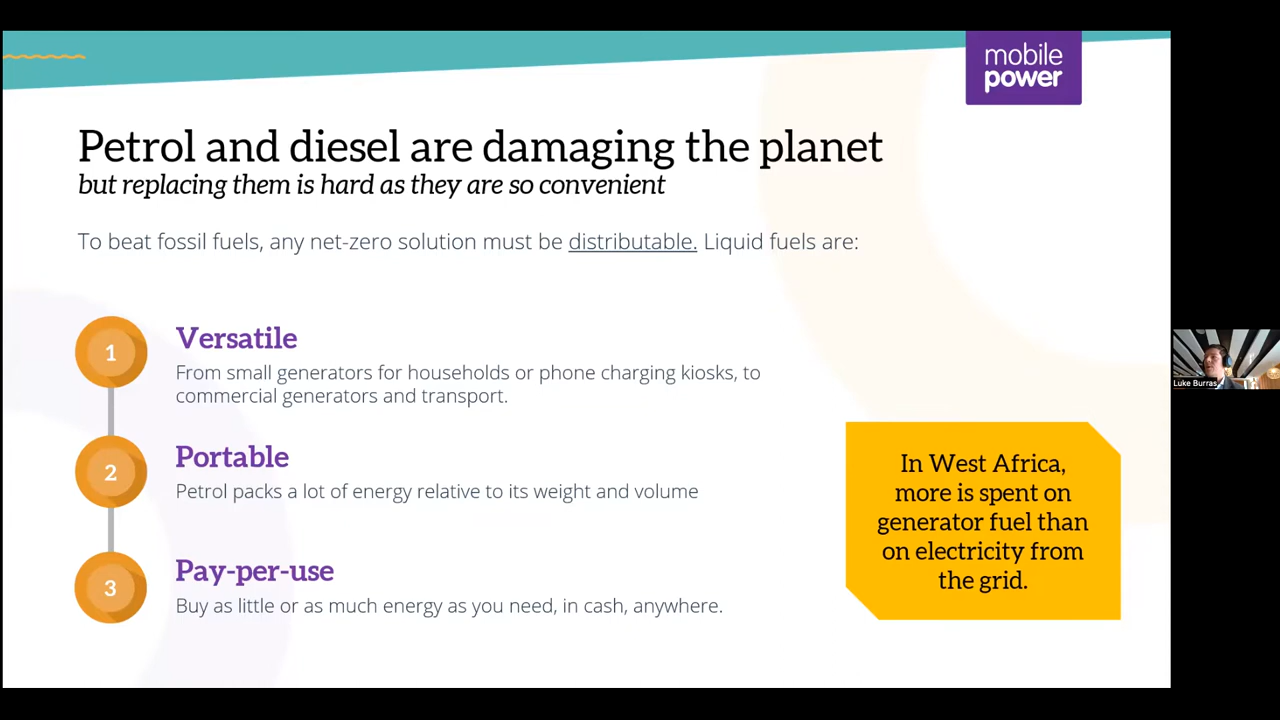 mobile
power
Petrol and diesel are damaging the planet
but replacing them is hard as they are so convenient
To beat fossil fuels, any net-zero solution must be distributable. Liquid fuels are:
1
Versatile
From small generators for households or phone charging kiosks, to
commercial generators and transport.
2
Portable
Petrol packs a lot of energy relative to its weight and volume
3
Pay-per-use
Buy as little or as much energy as you need, in cash, anywhere.
In West Africa,
more is spent on
generator fuel than
on electricity from
the grid.
Luke Burras